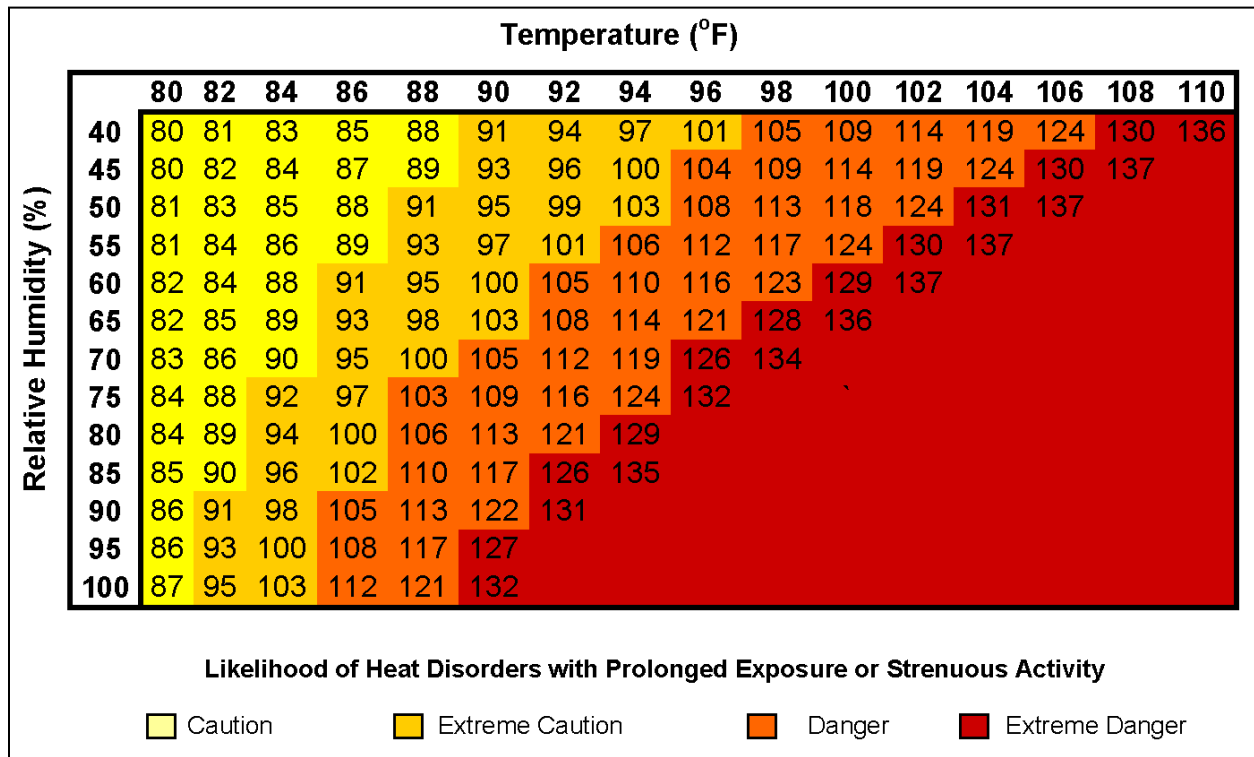 Temperature (°F)
80 82 84 86 88 90 92 94 96 98 100 102 104 106 108 110
Relative Humidity (%)
40 80 81 83 85 88 91 94 97 101 105 109 114 119 124 130 136
45 80 82 84 87 89 93 96 100 104 109 114 119 124 130 137
50 81 83 85 88 91 95 99 103 108 113 118 124 131 137
55 81 84 86 89 93 97 101 106 112 117 124 130 137
60 82 84 88 91 95 100 105 110 116 123 129 137
65 82 85 89 93 98 103 108 114 121 128 136
70 83 86 90 95 100 105 112 119 126 134
75 84 88 92 97 103 109 116 124 132 `
80 84 89 94 100 106 113 121 129
85 85 90 96 102 110 117 126 135
90 86 91 98 105 113 122 131
95 86 93 100 108 117 127
100 87 95 103 112 121 132
Likelihood of Heat Disorders with Prolonged Exposure or Strenuous Activity
Caution Extreme Caution Danger Extreme Danger